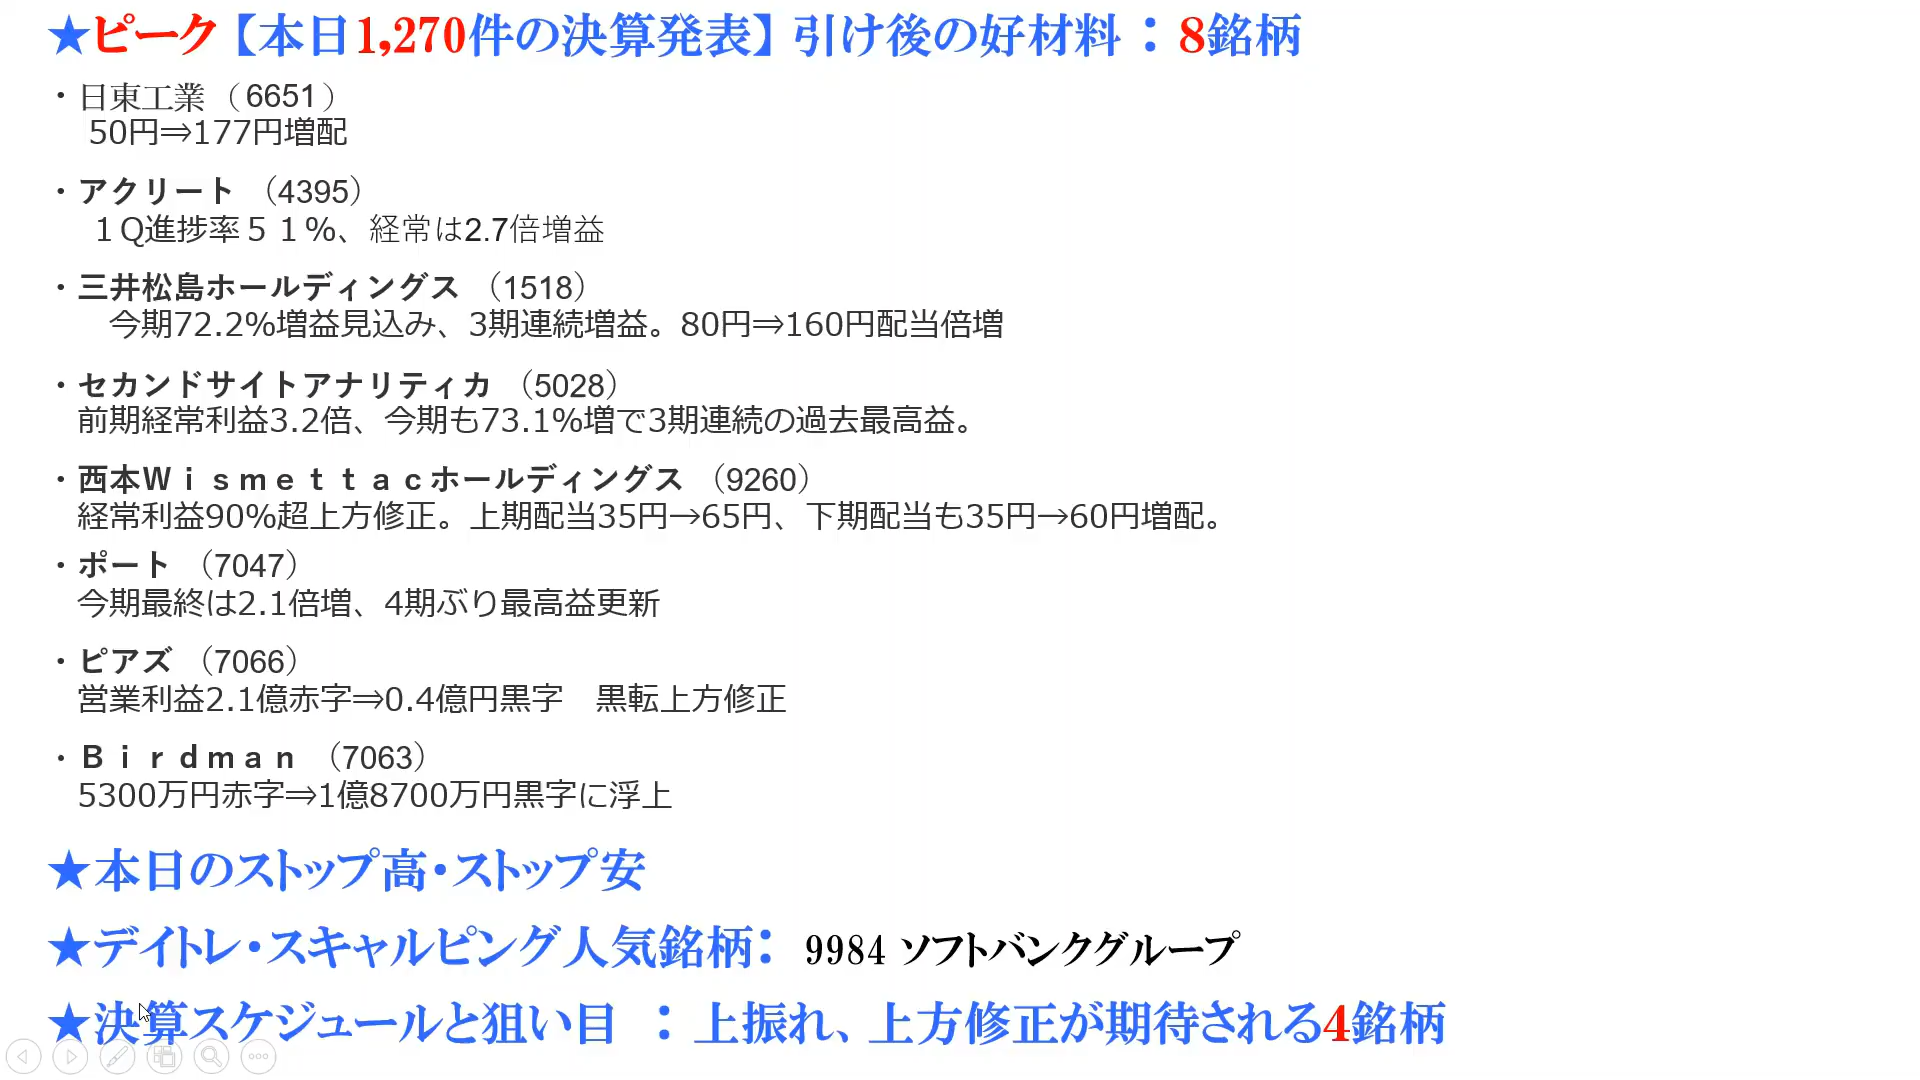 ★ピーク【本日1,270件の決算発表】引け後の好材料：8銘柄
・日東工業（6651）
50円⇒177円増配
・アクリート（4395）
１Q進捗率５１%、経常は2.7倍増益
・三井松島ホールディングス（1518）
今期72.2%増益見込み、3期連続増益。80円⇒160円配当倍増
・セカンドサイトアナリティカ（5028）
前期経常利益3.2倍、今期も73.1%増で3期連続の過去最高益。
・西本Ｗｉｓｍｅｔｔａｃホールディングス（9260）
経常利益90%超上方修正。上期配当35円→65円、下期配当も35円→60円増配。
・ポート（7047）
今期最終は2.1倍増、4期ぶり最高益更新
・ピアズ（7066）
営業利益2.1億赤字⇒0.4億円黒字　黒転上方修正
・Ｂｉｒｄｍａｎ（7063）
5300万円赤字⇒1億8700万円黒字に浮上
★本日のストップ高・ストップ安
★デイトレ・スキャルピング人気銘柄：9984 ソフトバンクグループ
★決算スケジュールと狙い目：上振れ、上方修正が期待される4銘柄